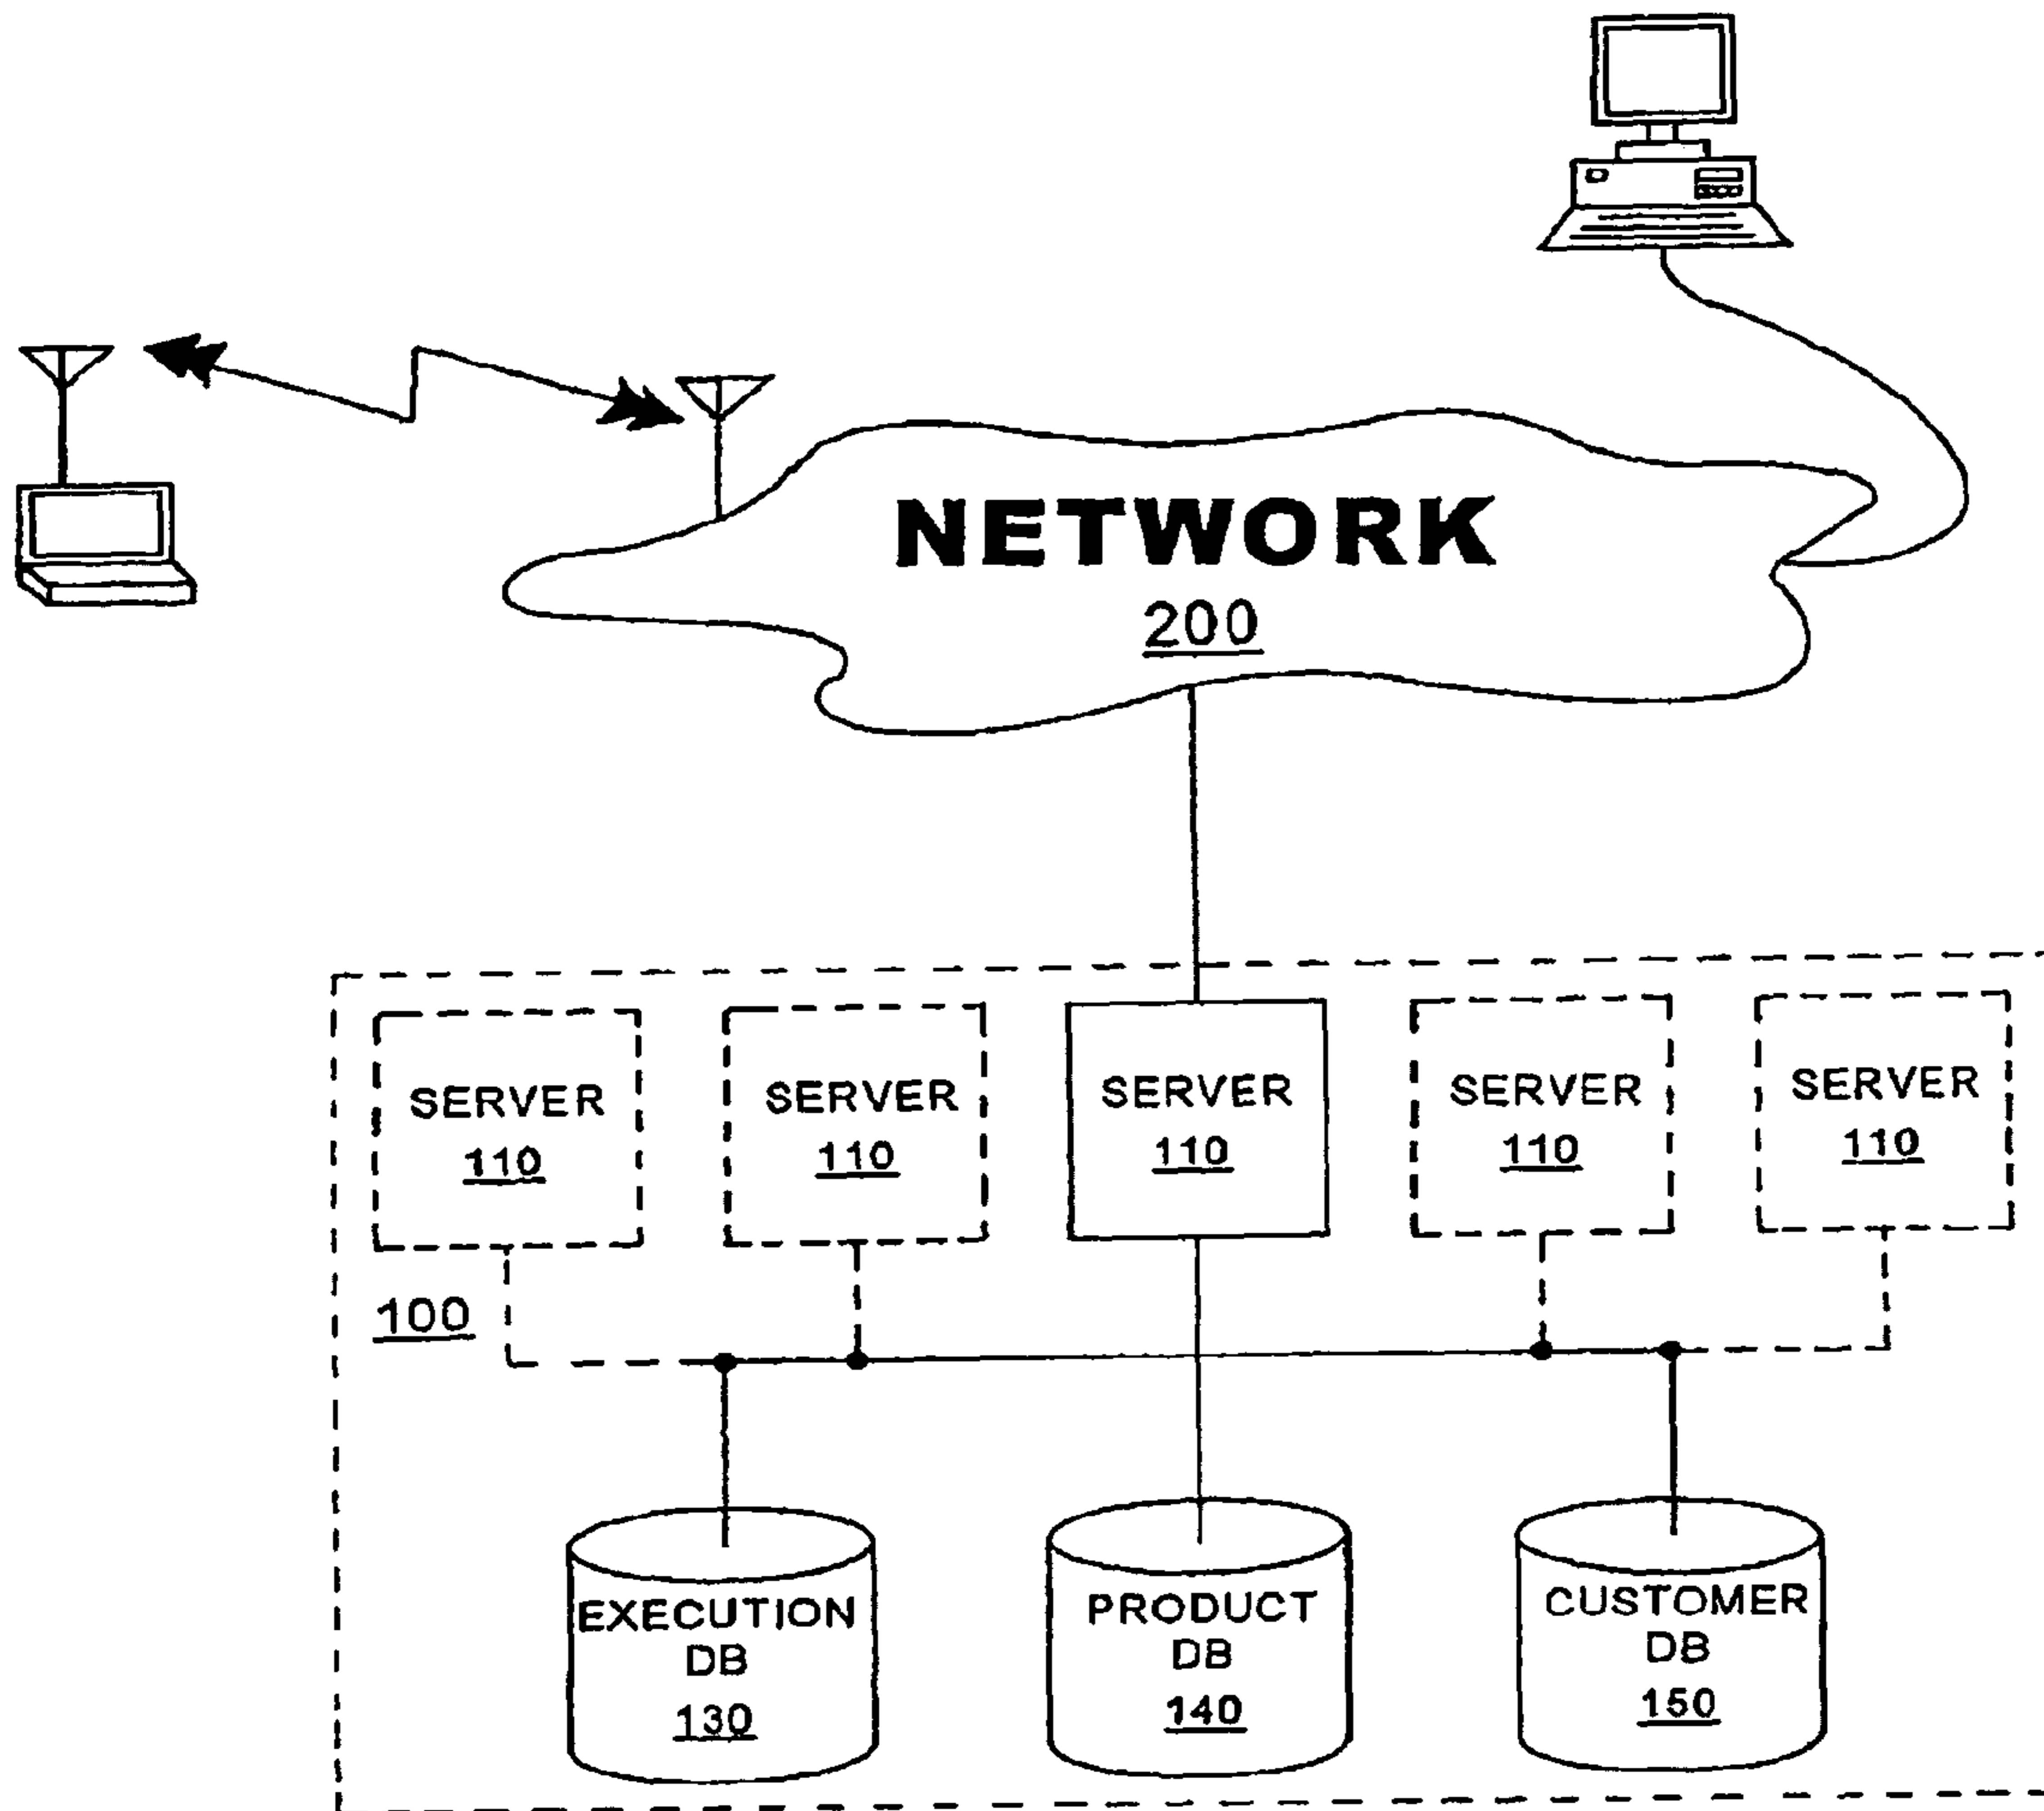 NETWORK
200
SERVER
110
SERVER
110
SERVER
110
SERVER
110
SERVER
110
100
EXECUTION
DB
130
PRODUCT
DB
140
CUSTOMER
DB
150